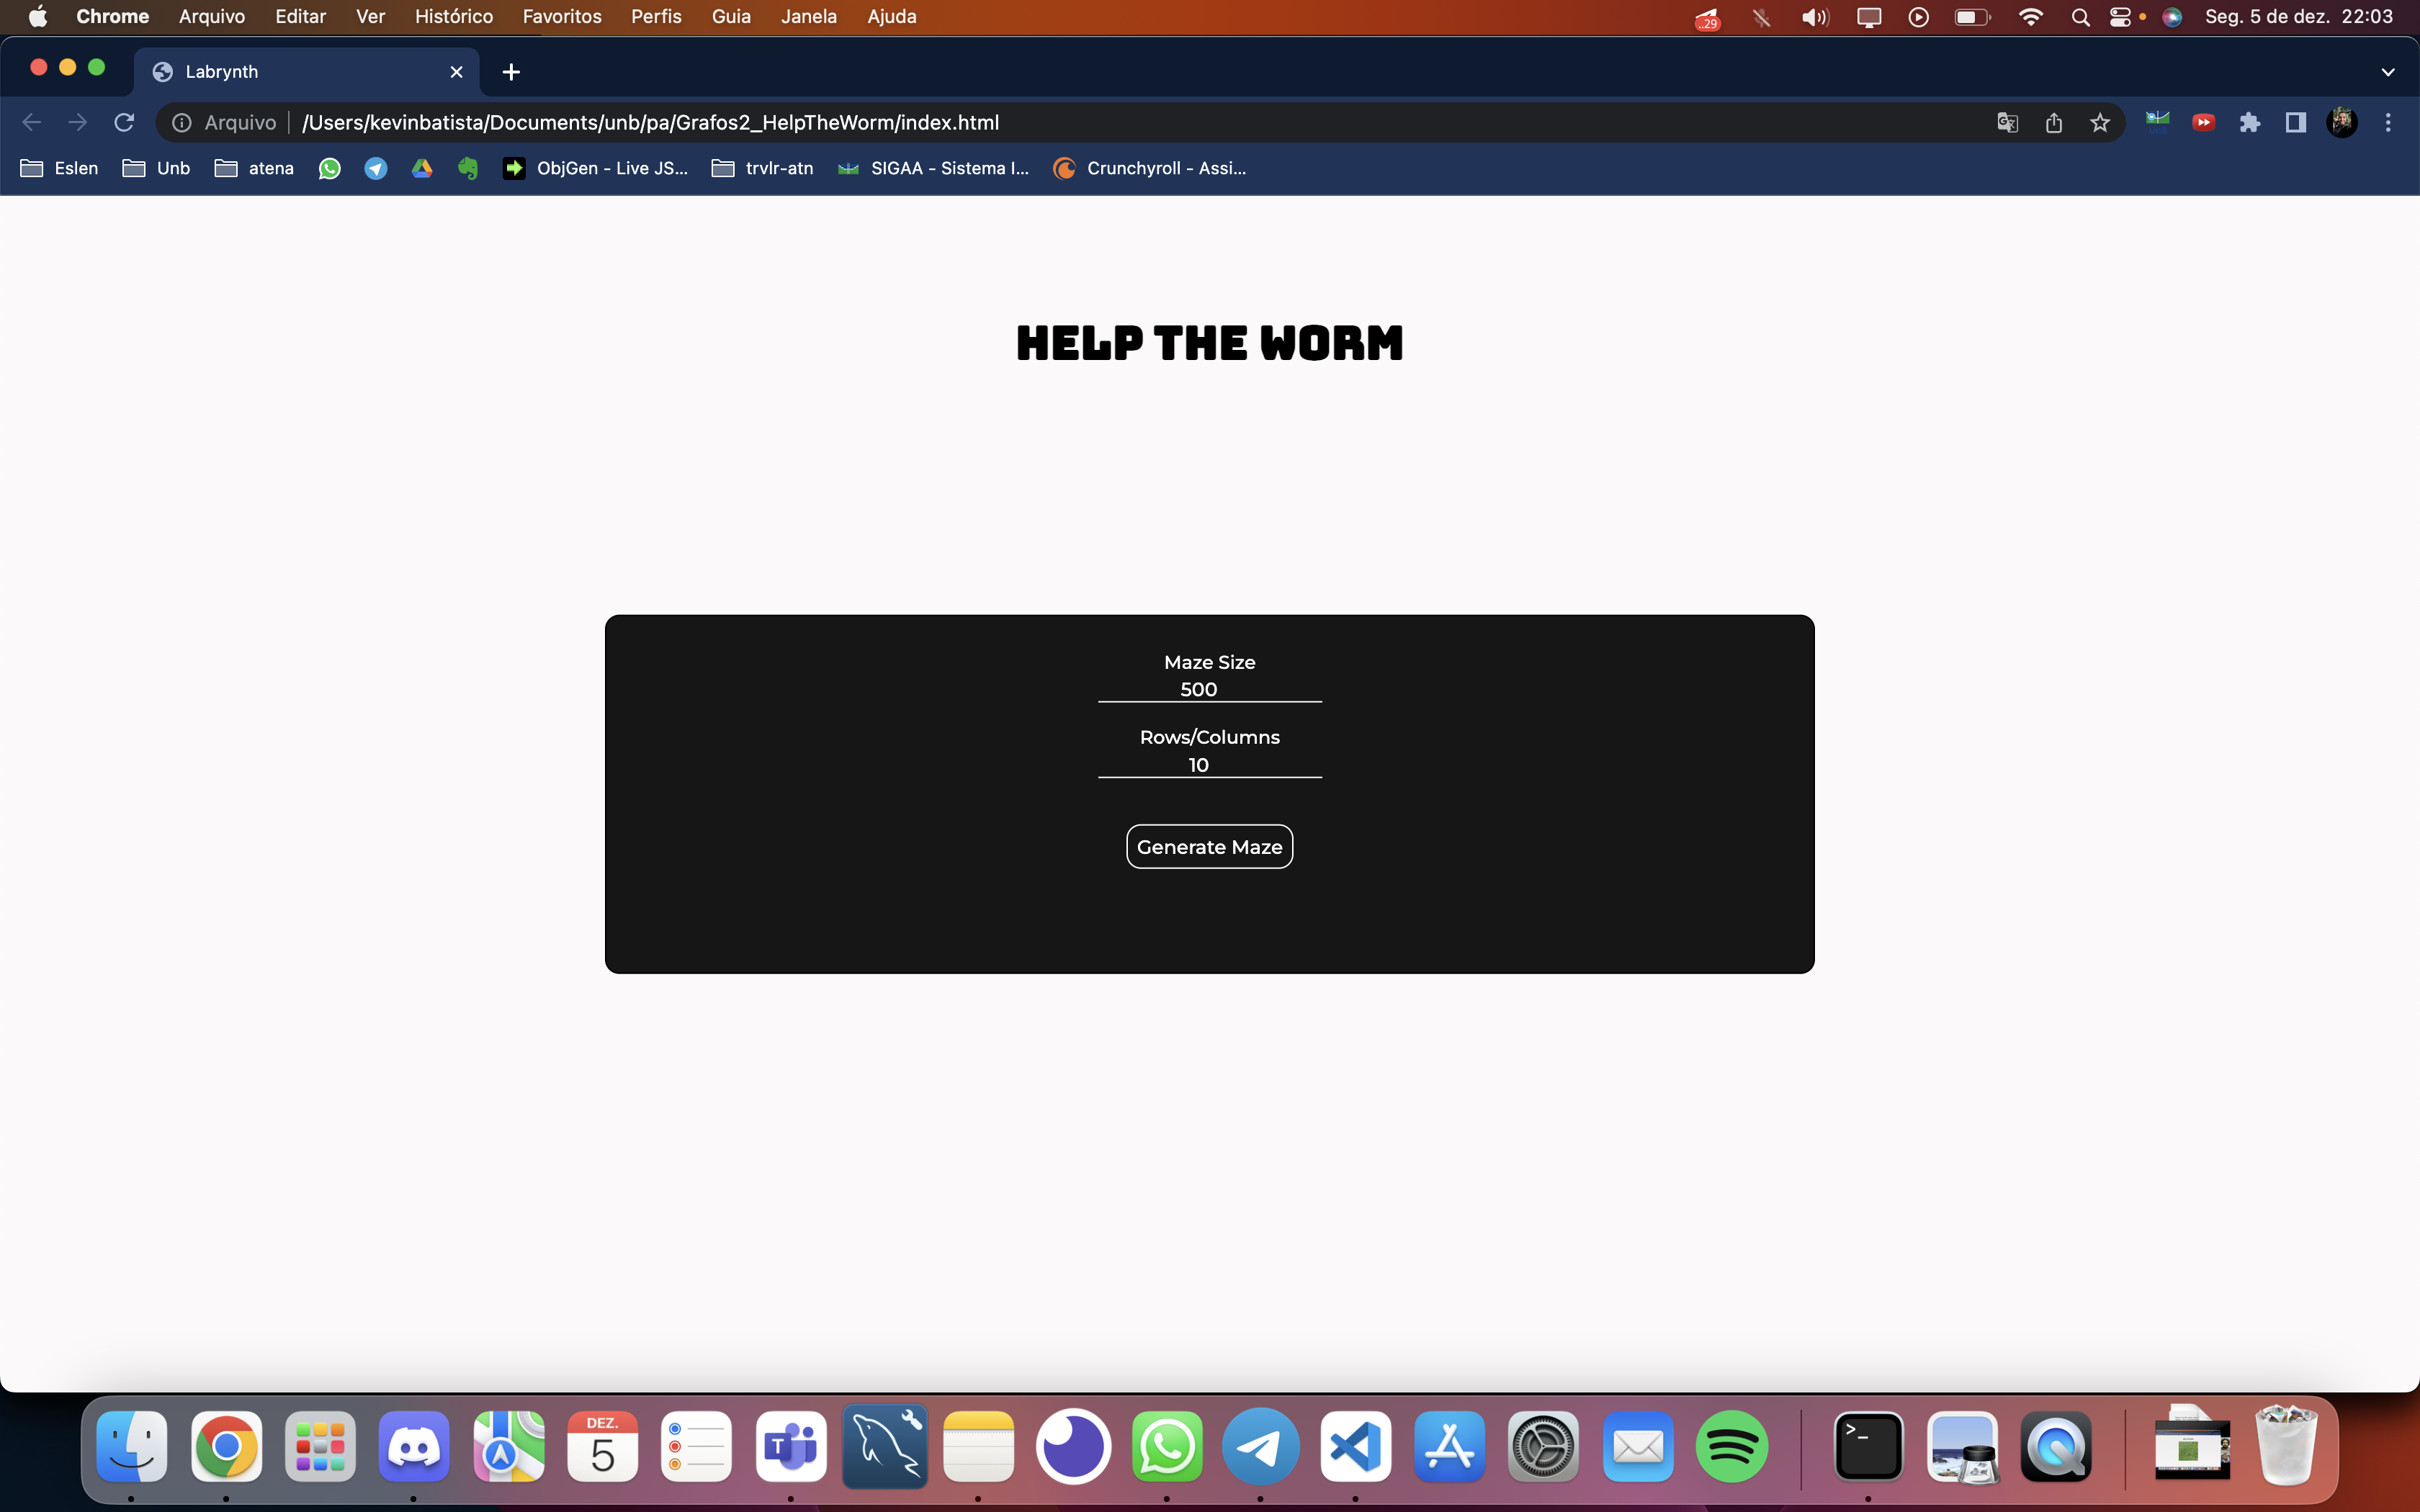 Chrome Arquivo Editar Ver Histórico Favoritos Perfis Guia Janela Ajuda ..29 Seg. 5 de dez. 22:03
Labrynth
Arquivo /Users/kevinbatista/Documents/unb/pa/Grafos2_HelpTheWorm/index.html
Eslen Unb atena ObjGen - Live JS... trvlr-atn SIGAA - Sistema I... Crunchyroll - Assi...
HELP THE WORM
Maze Size
500
Rows/Columns
10
Generate Maze
DEZ.
5
T
>_